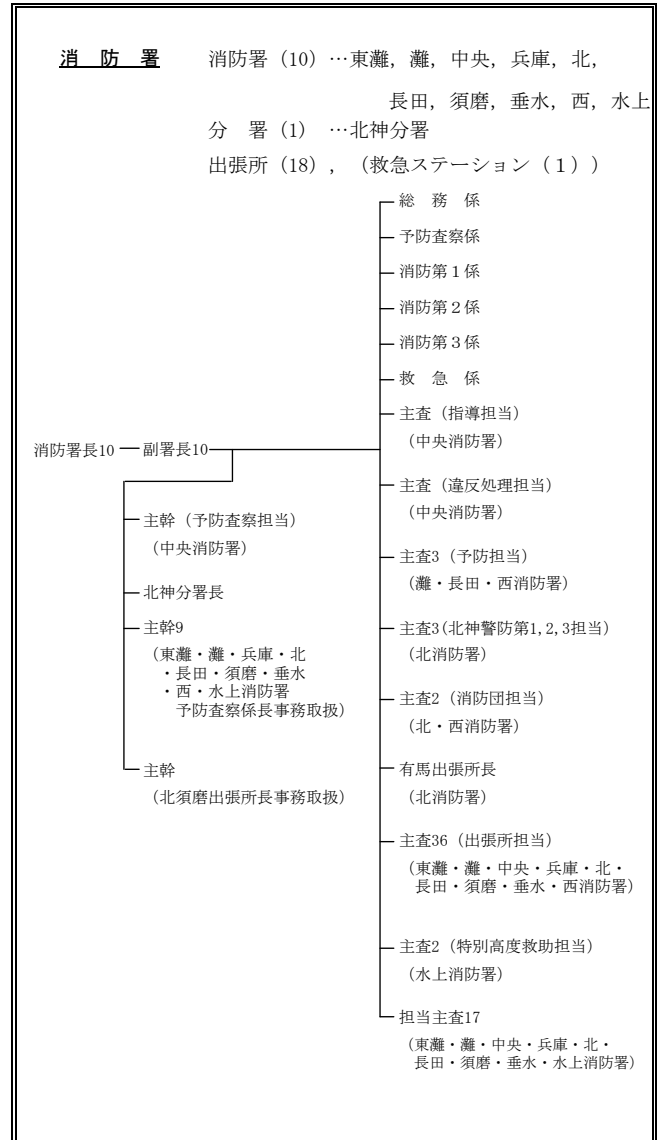 消 防 署　消防署（10）…東灘，灘，中央，兵庫，北，
長田，須磨，垂水，西，水上
分　署（1）…北神分署
出張所（18），（救急ステーション（１））
総　務　係
予防査察係
消防第１係
消防第２係
消防第３係
救　急　係
主査（指導担当）
（中央消防署）
消防署長10
副署長10
主査（違反処理担当）
（中央消防署）
主査3（予防担当）
（灘・長田・西消防署）
主査3(北神警防第1,2,3担当）
（北消防署）
主査2（消防団担当）
（北・西消防署）
有馬出張所長
（北消防署）
主査36（出張所担当）
（東灘・灘・中央・兵庫・北・
長田・須磨・垂水・西消防署）
主査2（特別高度救助担当）
（水上消防署）
担当主査17
（東灘・灘・中央・兵庫・北・
長田・須磨・垂水・水上消防署）
主幹（予防査察担当）
（中央消防署）
北神分署長
主幹9
（東灘・灘・兵庫・北
・長田・須磨・垂水
・西・水上消防署
予防査察係長事務取扱）
主幹
（北須磨出張所長事務取扱）